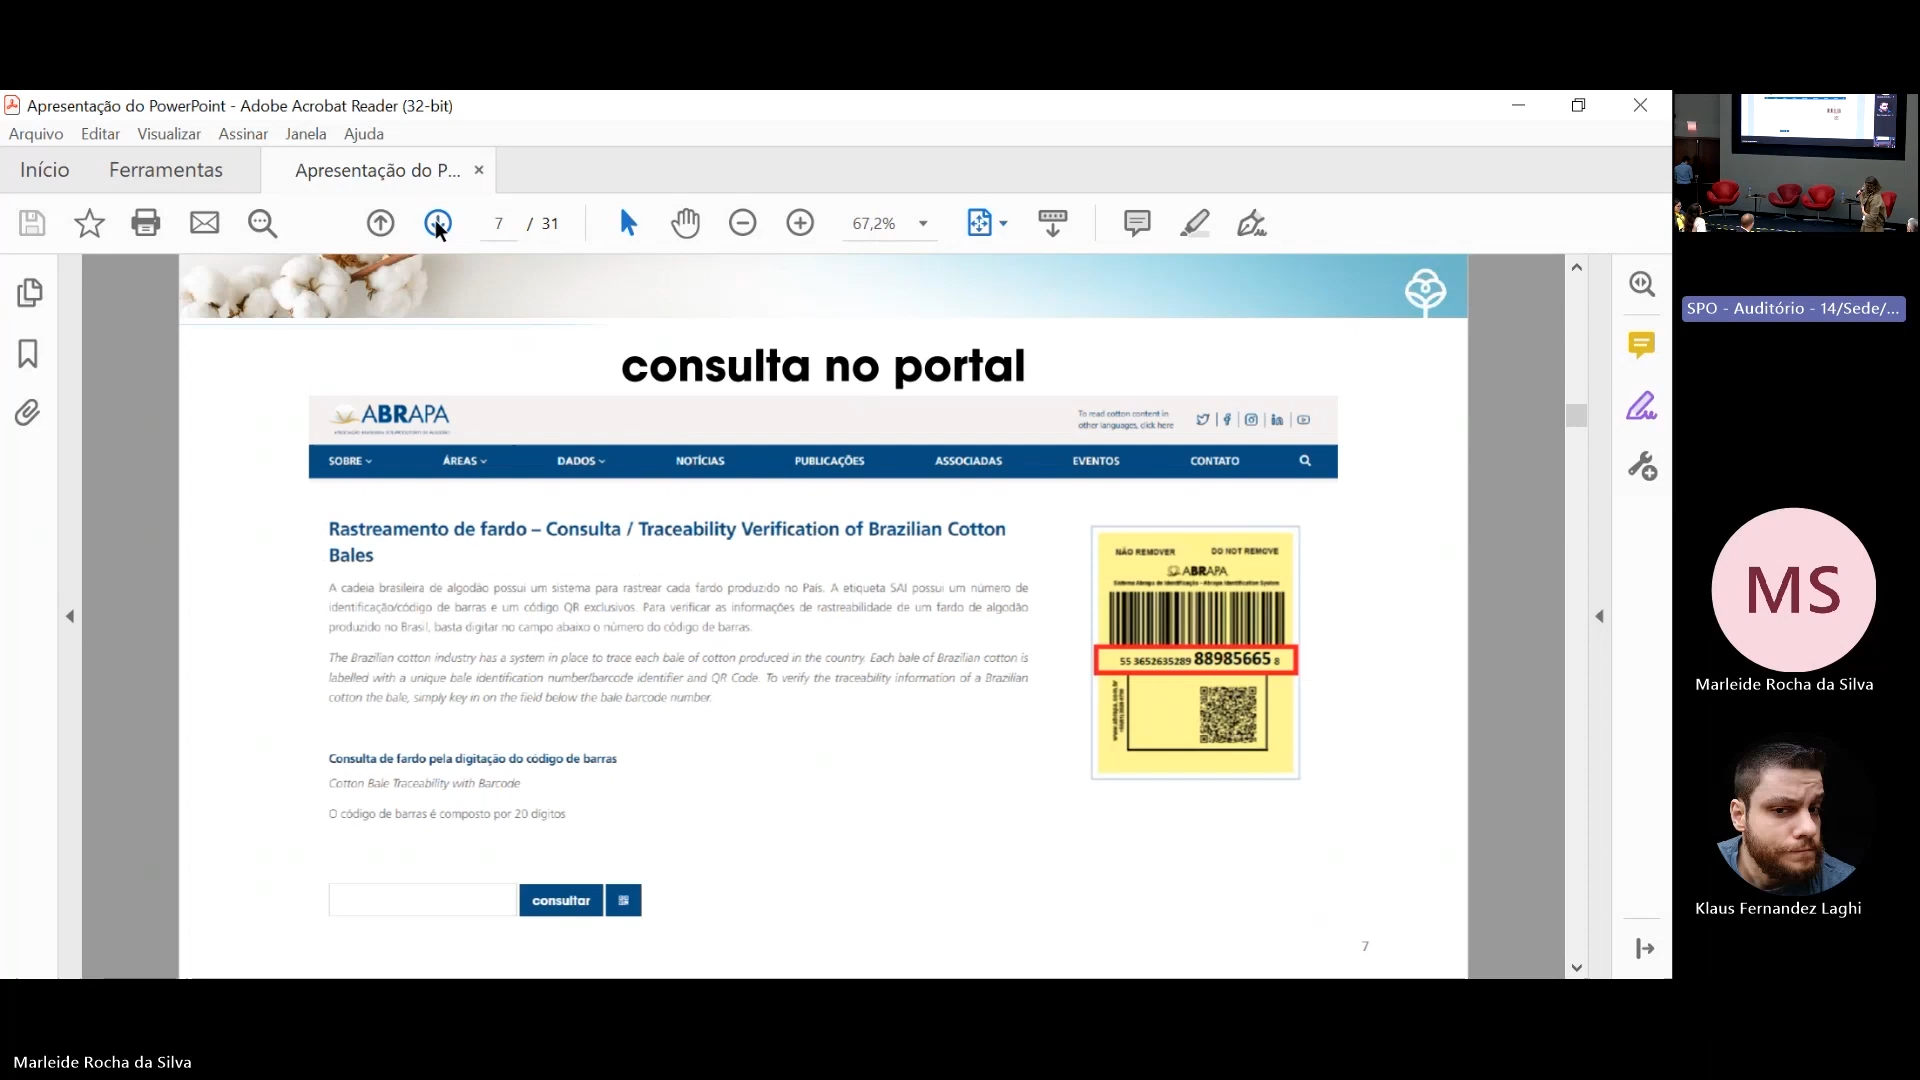 Apresentação do PowerPoint - Adobe Acrobat Reader (32-bit)
Arquivo Editar Visualizar Assinar Janela Ajuda
Início Ferramentas Apresentação do P...
7 / 31 67,2%
consulta no portal
ABRAPA
To read cotton content in
other languages, click here
SOBRE ÁREAS DADOS NOTÍCIAS PUBLICAÇÕES ASSOCIADAS EVENTOS CONTATO
Rastreamento de fardo – Consulta / Traceability Verification of Brazilian Cotton
Bales
A cadeia brasileira de algodão possui um sistema para rastrear cada fardo produzido no País. A etiqueta SAI possui um número de
identificação/código de barras e um código QR exclusivos. Para verificar as informações de rastreabilidade de um fardo de algodão
produzido no Brasil, basta digitar no campo abaixo o número do código de barras.
The Brazilian cotton industry has a system in place to trace each bale of cotton produced in the country. Each bale of Brazilian cotton is
labelled with a unique bale identification number/barcode identifier and QR Code. To verify the traceability information of a Brazilian
cotton the bale, simply key in on the field below the bale barcode number.
Consulta de fardo pela digitação do código de barras
Cotton Bale Traceability with Barcode
O código de barras é composto por 20 dígitos
consultar
NÃO REMOVER DO NOT REMOVE
ABRAPA
Sistema Abrapa de Identificação - Abrapa Identification System
55 3652635289 88985665 8
7
SPO - Auditório - 14/Sede/...
MS
Marleide Rocha da Silva
Klaus Fernandez Laghi
Marleide Rocha da Silva